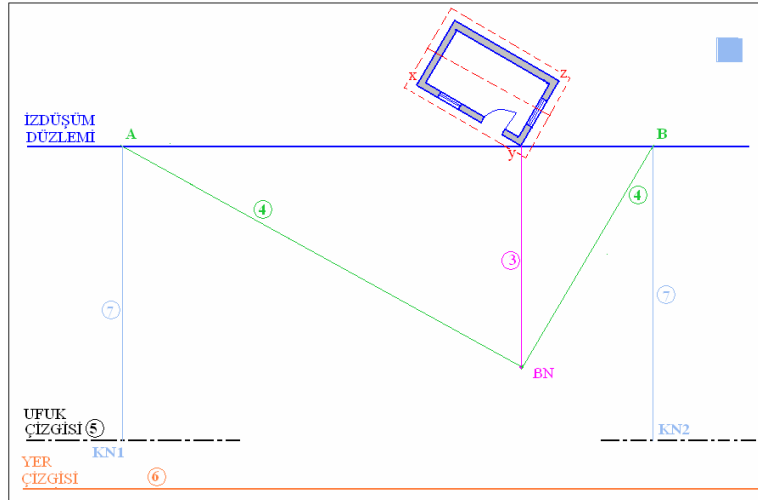 x
z
İZDÜŞÜM
DÜZLEMİ
A
B
y
4
4
3
7
7
BN
UFUK
ÇİZGİSİ 5
KN1
KN2
YER
ÇİZGİSİ
6